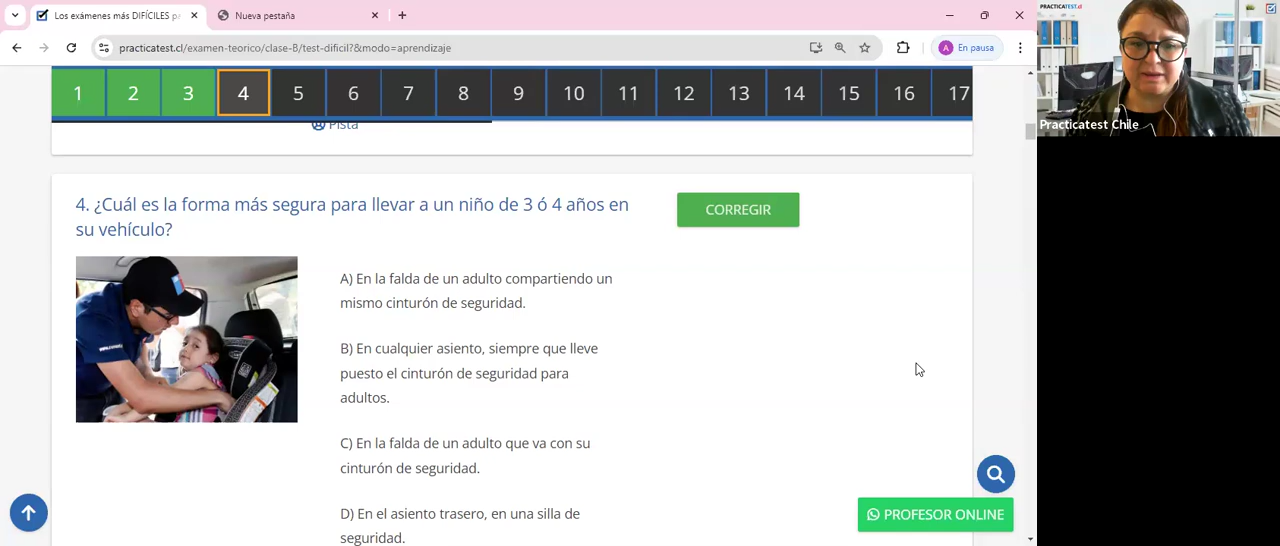 Los exámenes más DIFÍCILES pa
Nueva pestaña
practicatest.cl/examen-teorico/clase-B/test-dificil?&modo=aprendizaje
A En pausa
1 2 3 4 5 6 7 8 9 10 11 12 13 14 15 16 17
Pista
4. ¿Cuál es la forma más segura para llevar a un niño de 3 ó 4 años en
su vehículo?
CORREGIR
A) En la falda de un adulto compartiendo un
mismo cinturón de seguridad.
B) En cualquier asiento, siempre que lleve
puesto el cinturón de seguridad para
adultos.
C) En la falda de un adulto que va con su
cinturón de seguridad.
D) En el asiento trasero, en una silla de
seguridad.
PROFESOR ONLINE
PRACTICATEST.cl
Practicatest Chile